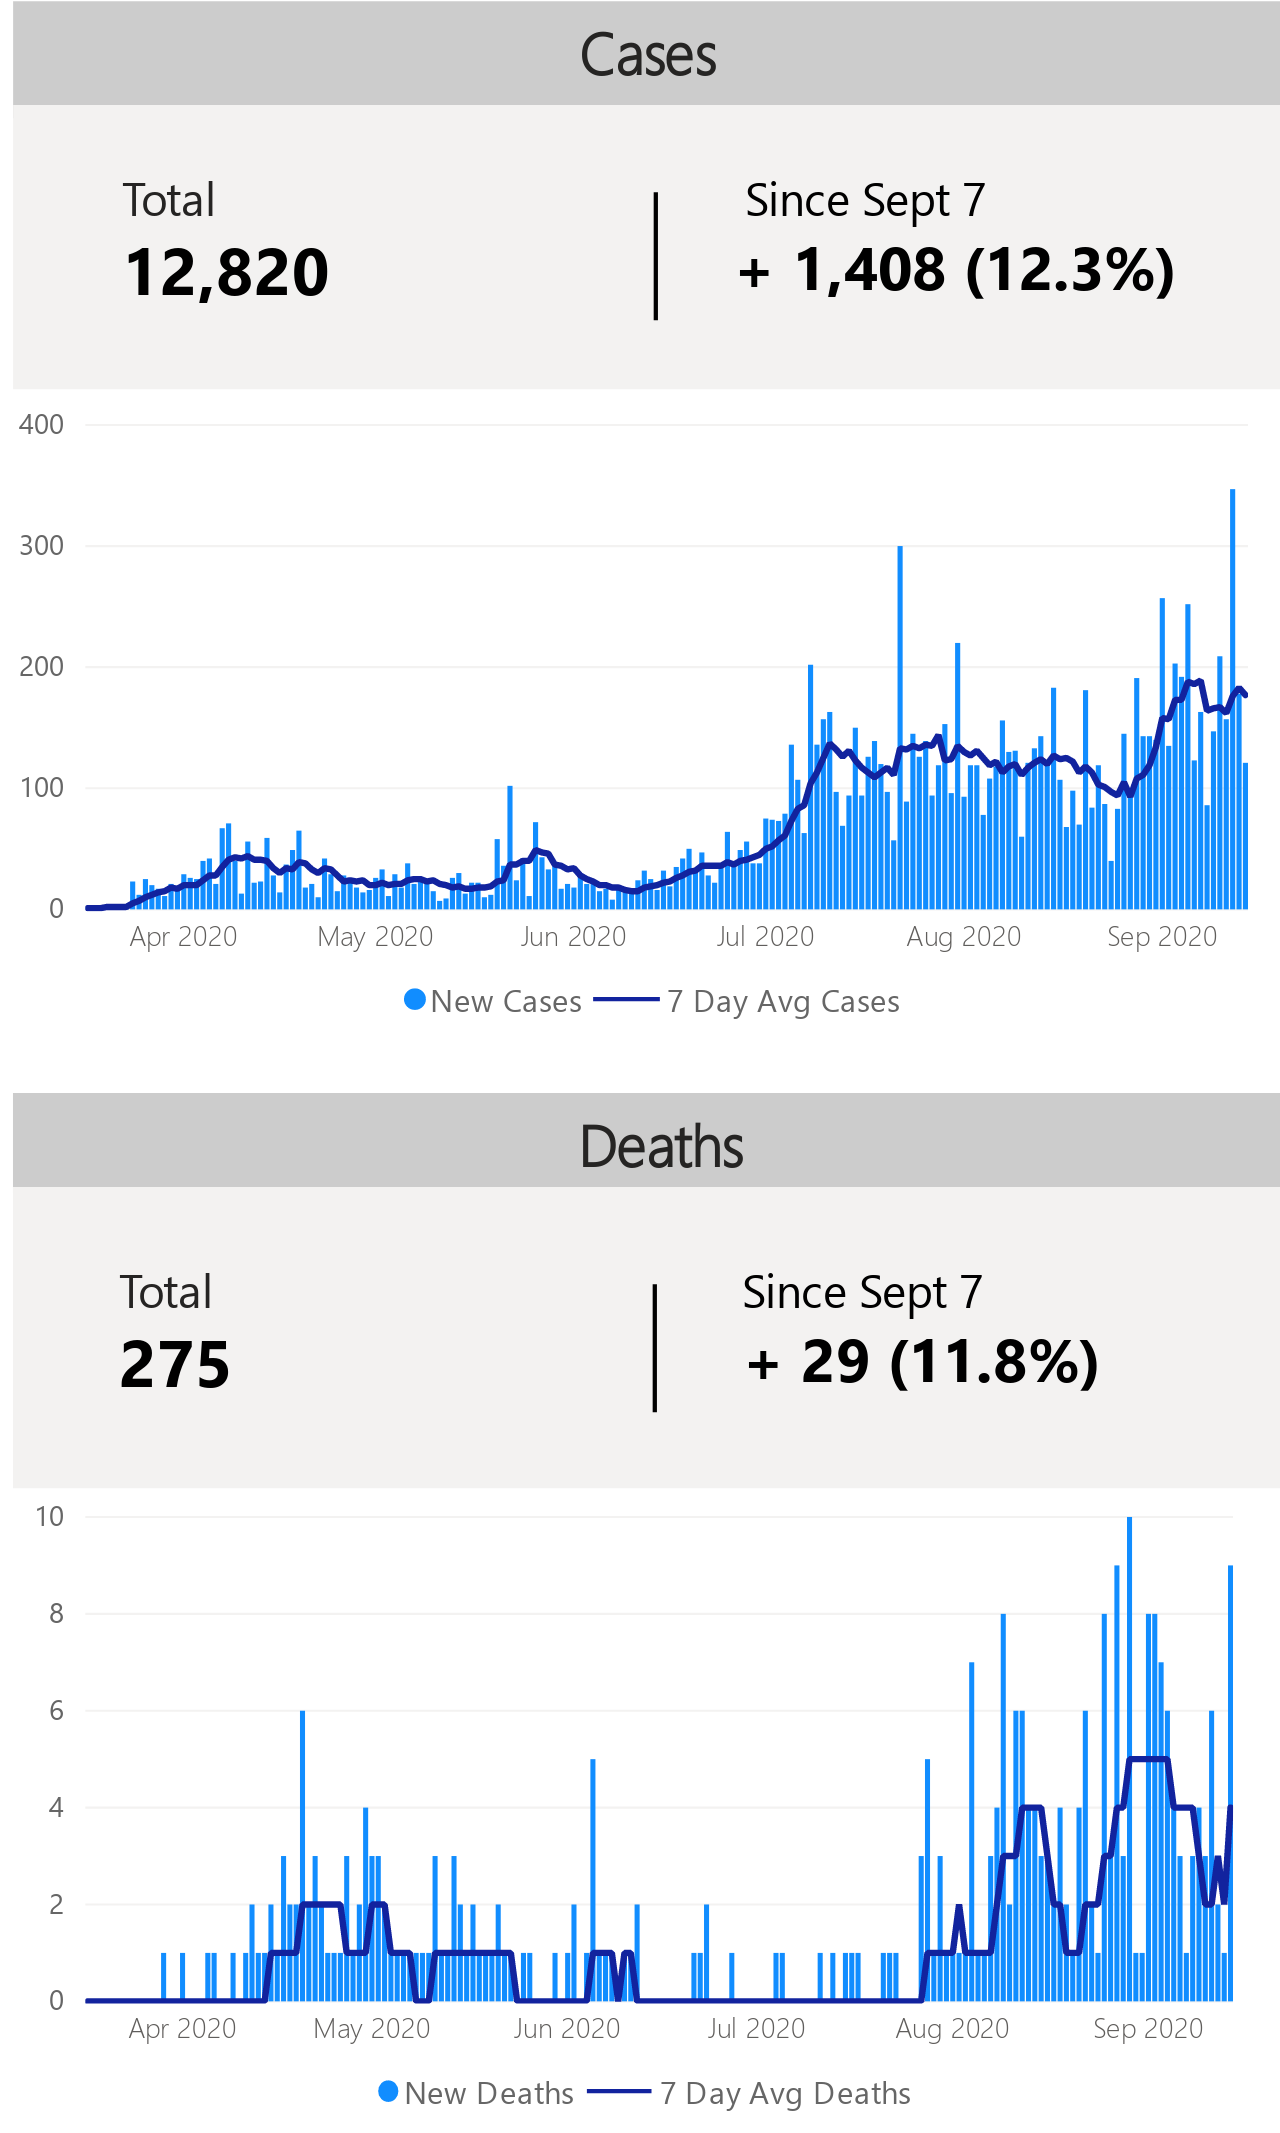 Cases
Total
Since Sept 7
12,820
+ 1,408 (12.3%)
400
300
200
100
0
Apr 2020 May 2020 Jun 2020 Jul 2020 Aug 2020 Sep 2020
New Cases 7 Day Avg Cases
Deaths
Total
Since Sept 7
275
+ 29 (11.8%)
10
8
6
4
2
0
Apr 2020 May 2020 Jun 2020 Jul 2020 Aug 2020 Sep 2020
New Deaths 7 Day Avg Deaths